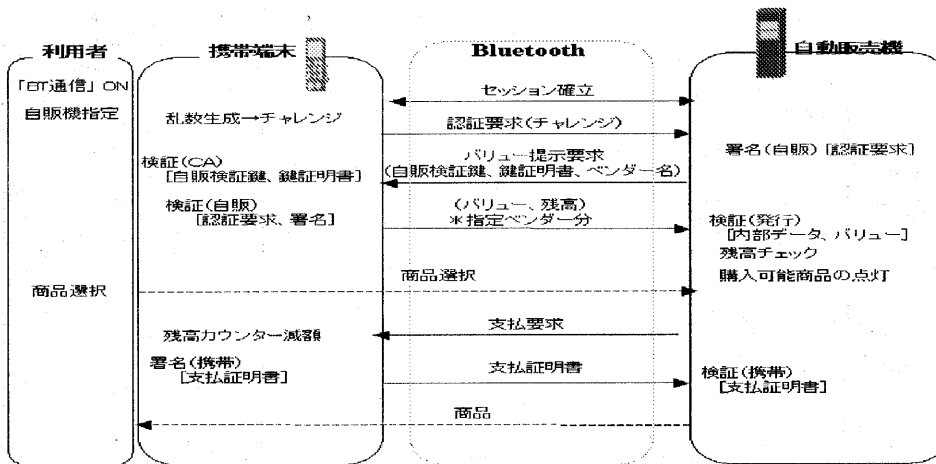 利用者
携帯端末
Bluetooth
自動販売機
「BT通信」ON
セッション確立
自販機指定
乱数生成→チャレンジ
認証要求(チャレンジ)
署名(自販)[認証要求]
検証(CA)
[自販検証鍵、鍵証明書]
バリュー提示要求
(自販検証鍵、鍵証明書、ベンダー名)
検証(自販)
[認証要求、署名]
(バリュー、残高)
*指定ベンダー分
検証(発行)
[内部データ、バリュー]
残高チェック
商品選択
商品選択
購入可能商品の点灯
支払要求
残高カウンター減額
署名(携帯)
[支払証明書]
支払証明書
検証(携帯)
[支払証明書]
商品